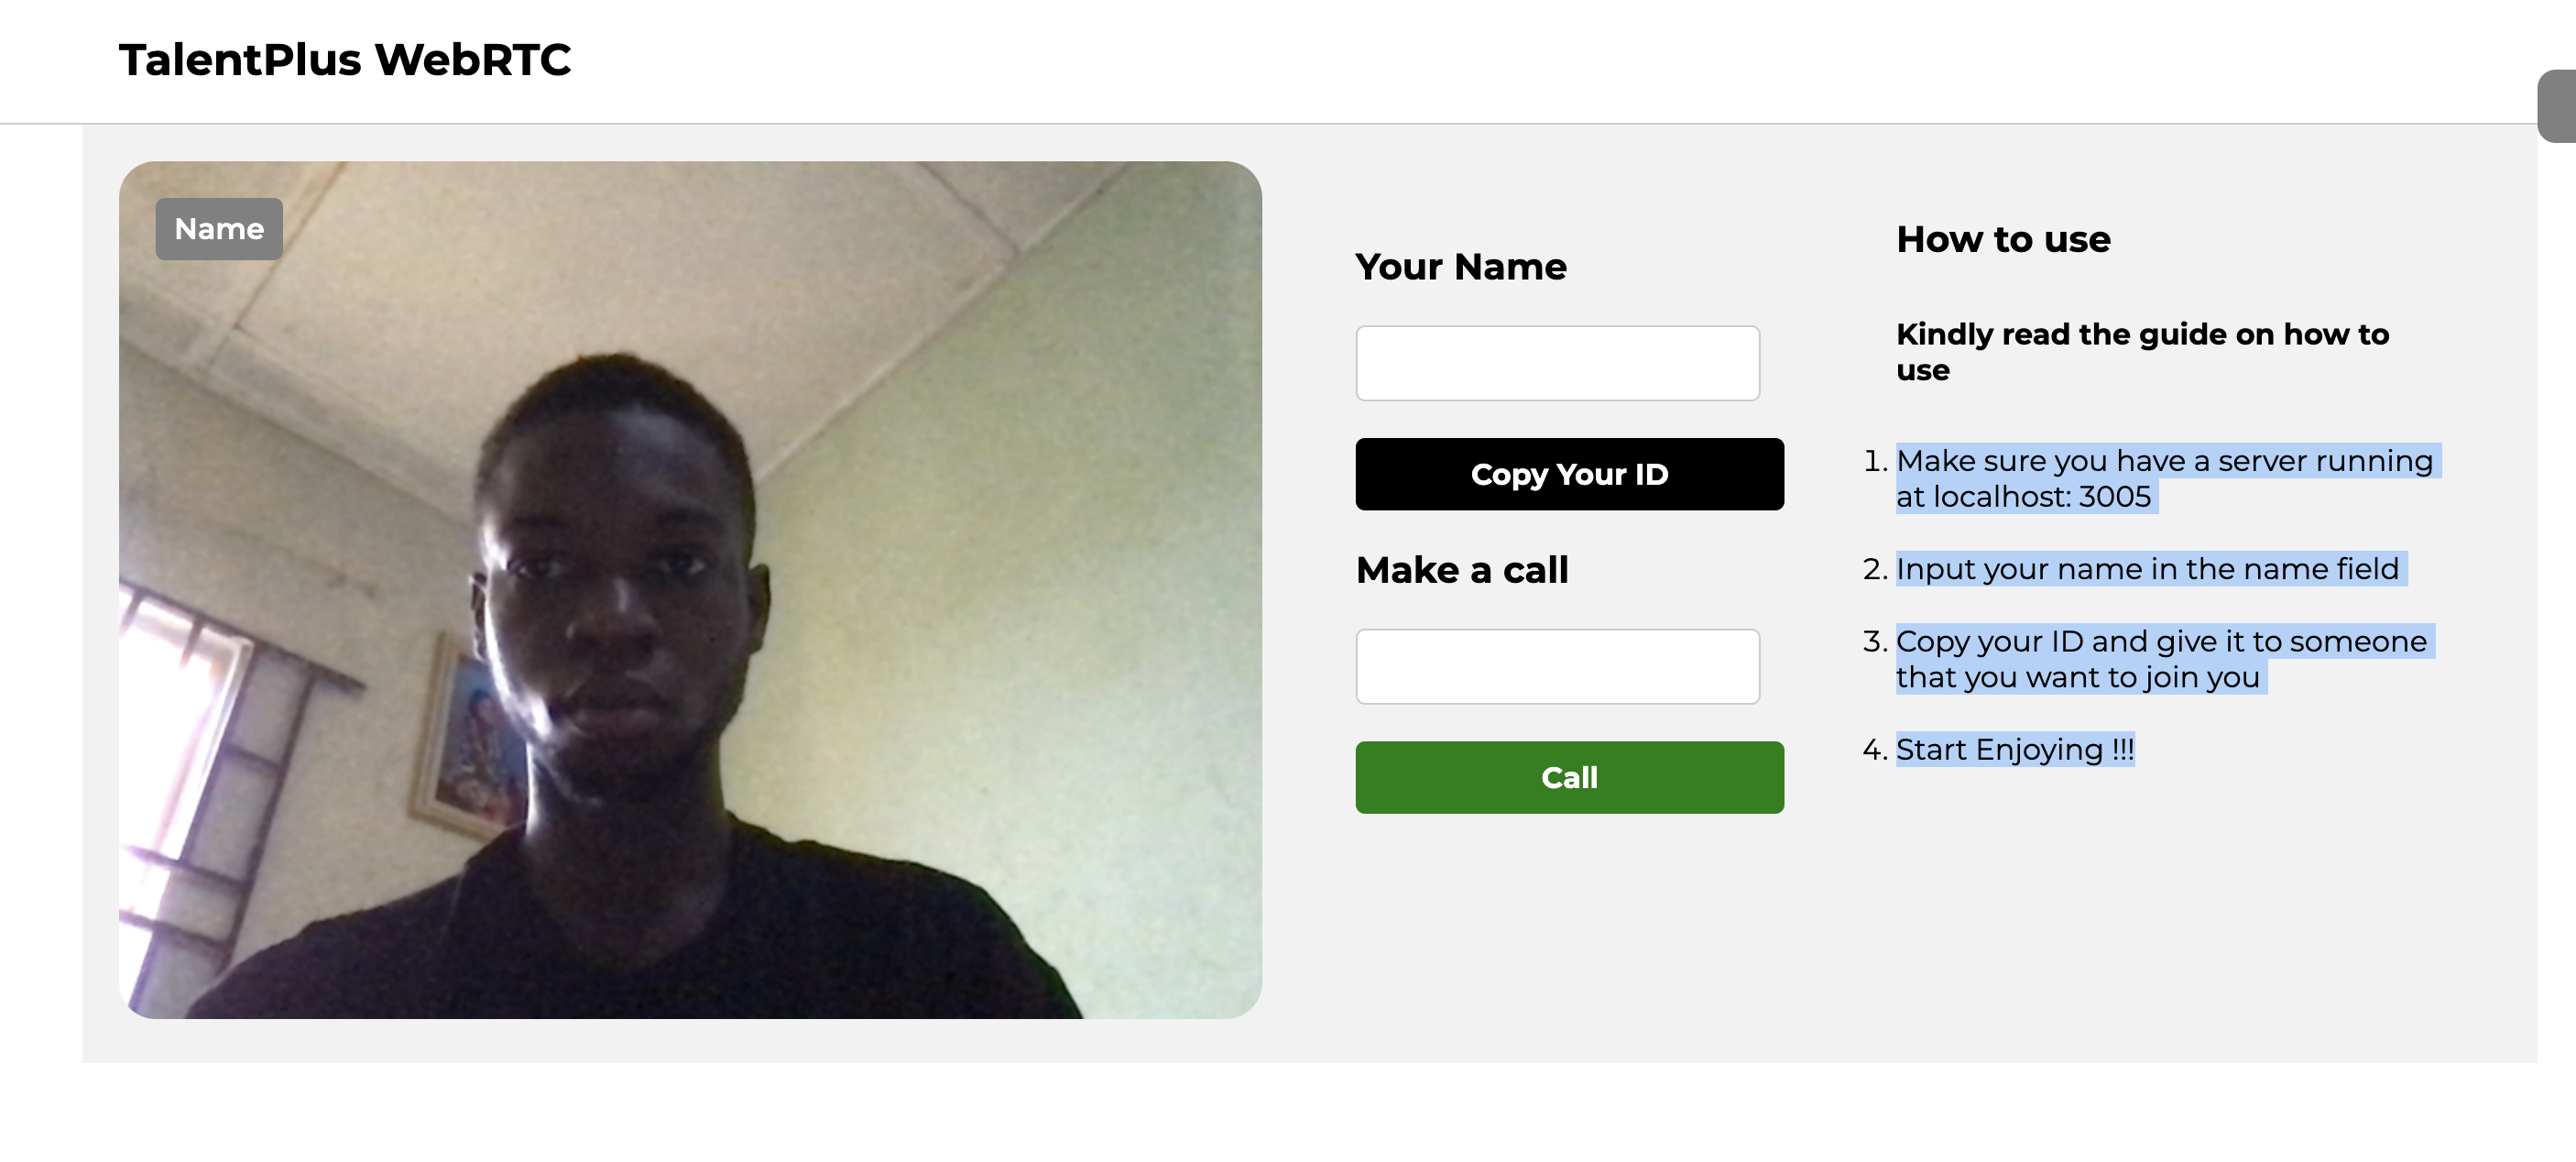 TalentPlus WebRTC
Name
Your Name
Copy Your ID
Make a call
Call
How to use
Kindly read the guide on how to
use
1. Make sure you have a server running
at localhost: 3005
2. Input your name in the name field
3. Copy your ID and give it to someone
that you want to join you
4. Start Enjoying !!!